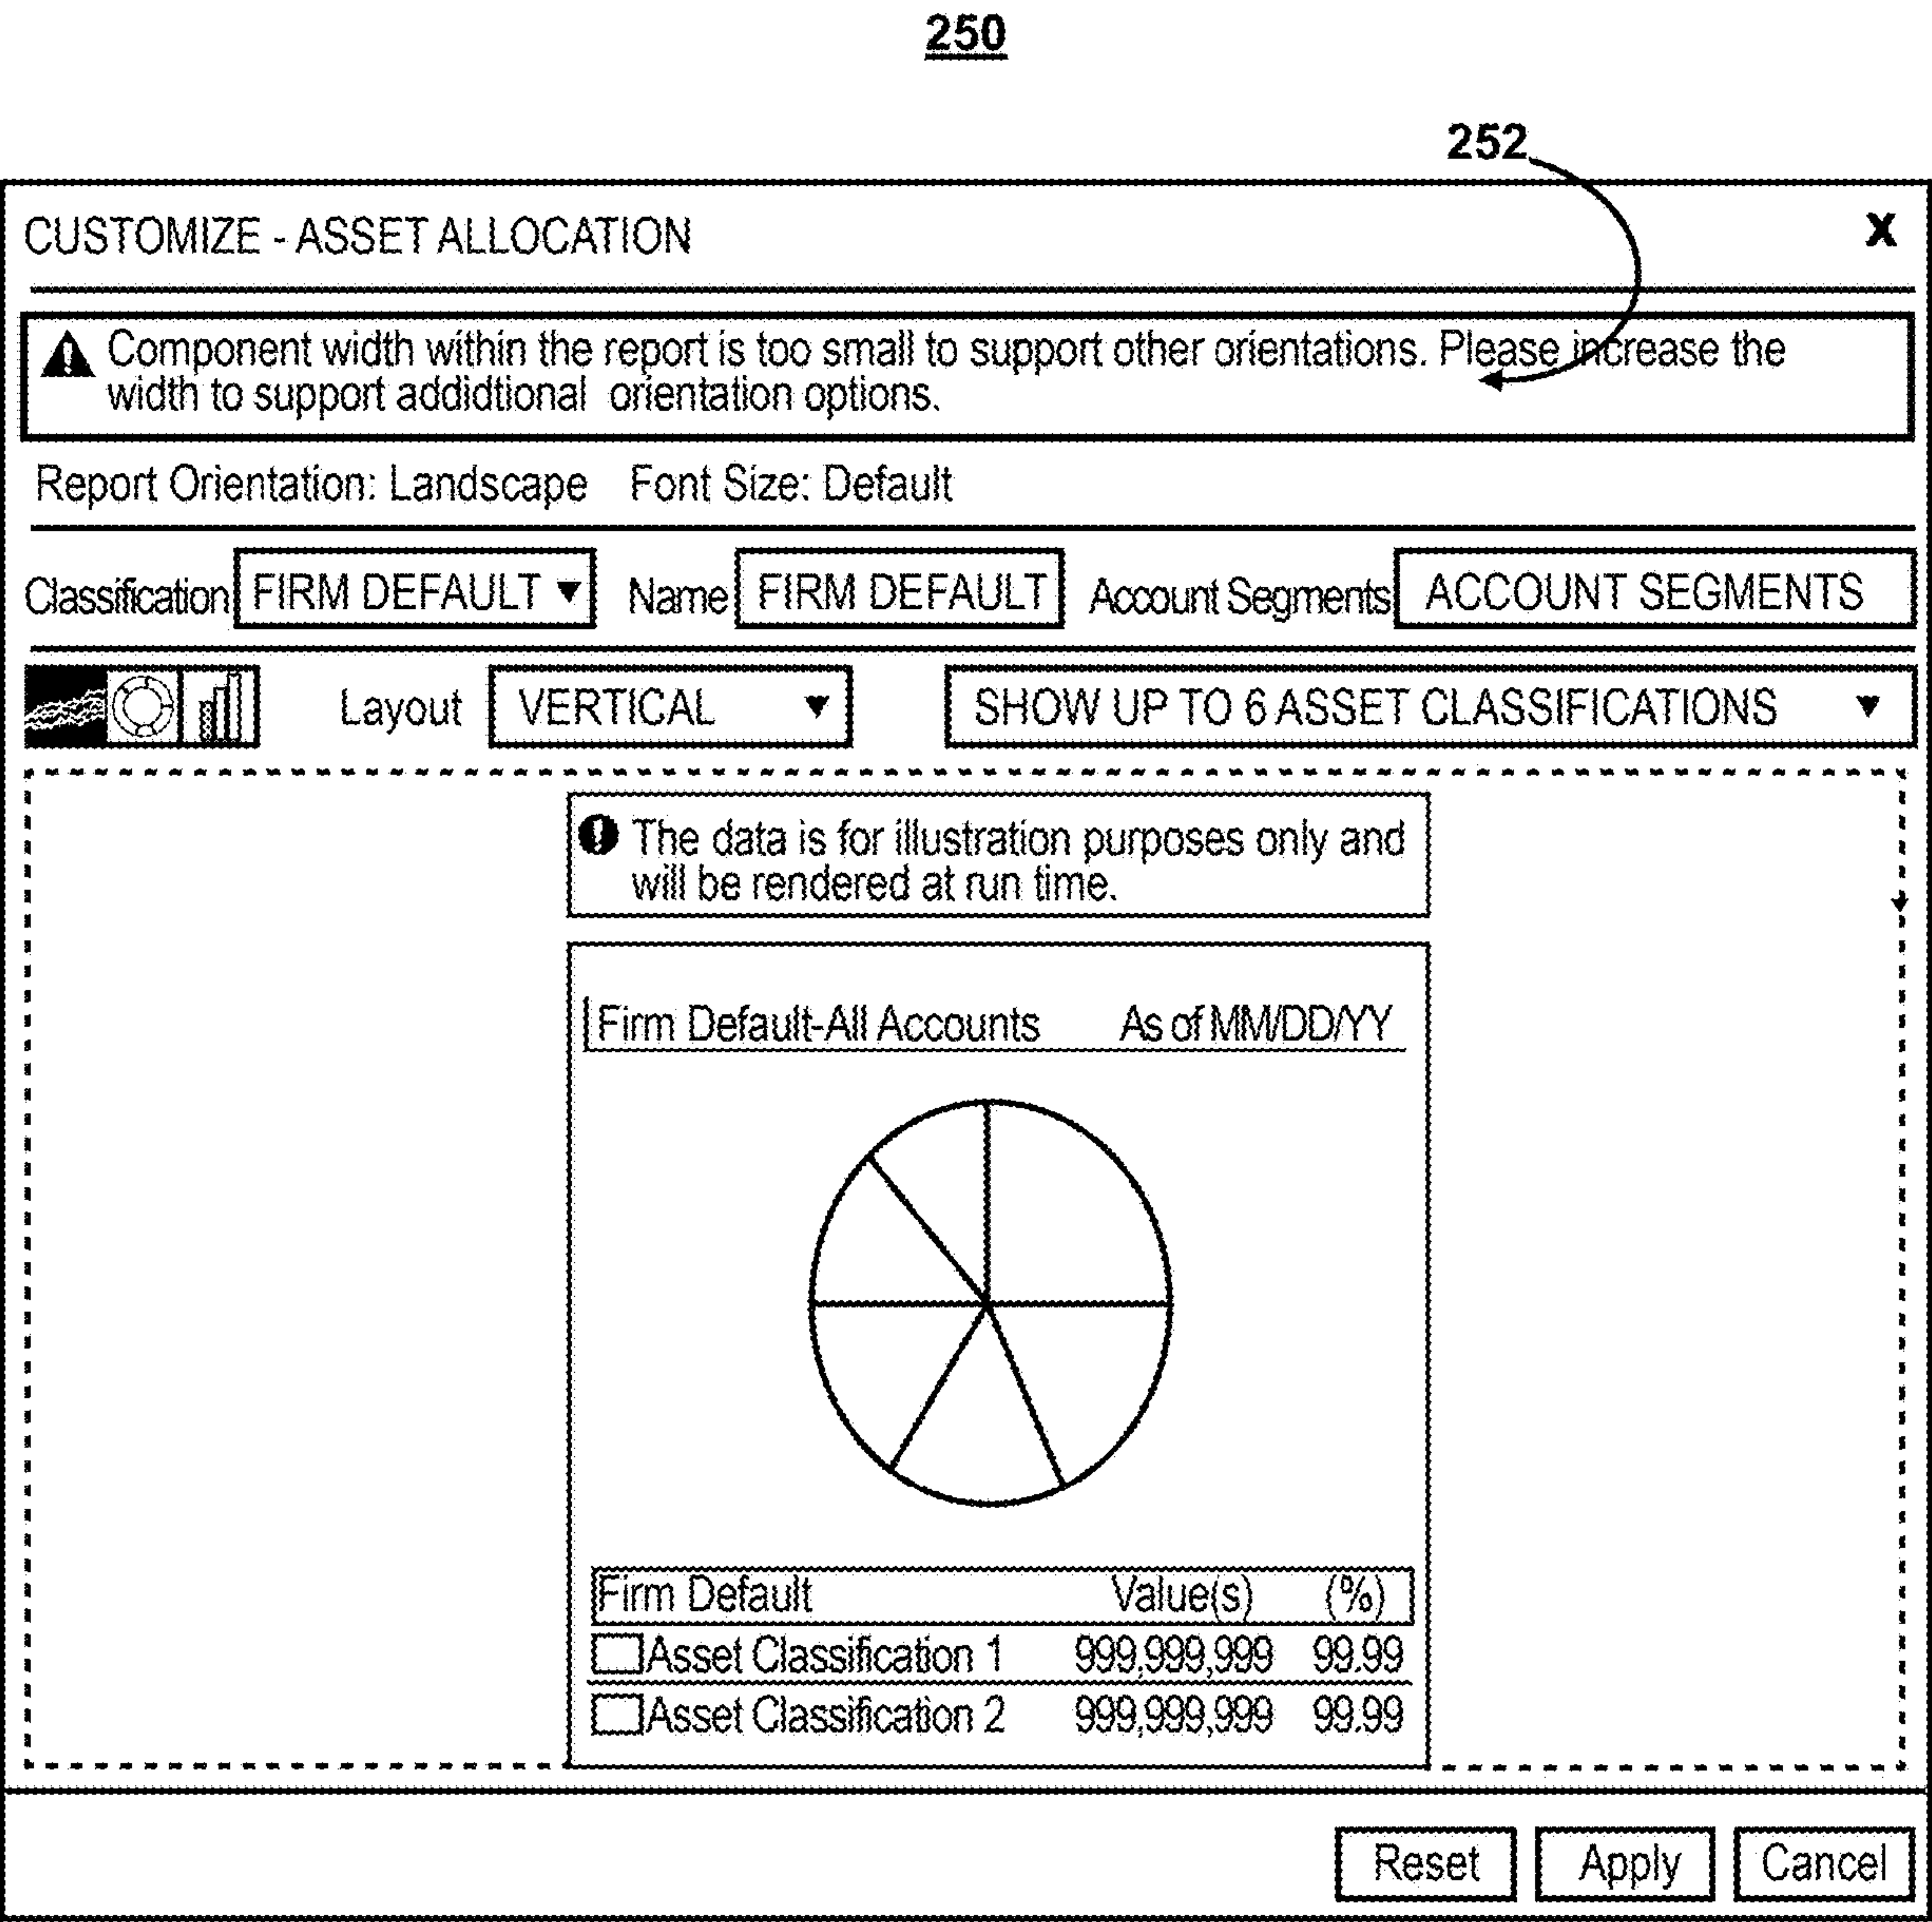 250
252
CUSTOMIZE - ASSET ALLOCATION X
Component width within the report is too small to support other orientations. Please increase the
width to support addidtional orientation options.
Report Orientation: Landscape Font Size: Default
Classification FIRM DEFAULT ▼ Name FIRM DEFAULT Account Segments ACCOUNT SEGMENTS
Layout VERTICAL ▼ SHOW UP TO 6 ASSET CLASSIFICATIONS ▼
The data is for illustration purposes only and
will be rendered at run time.
Firm Default-All Accounts As of MM/DD/YY
Firm Default Value(s) (%)
Asset Classification 1 999,999,999 99.99
Asset Classification 2 999,999,999 99.99
Reset Apply Cancel